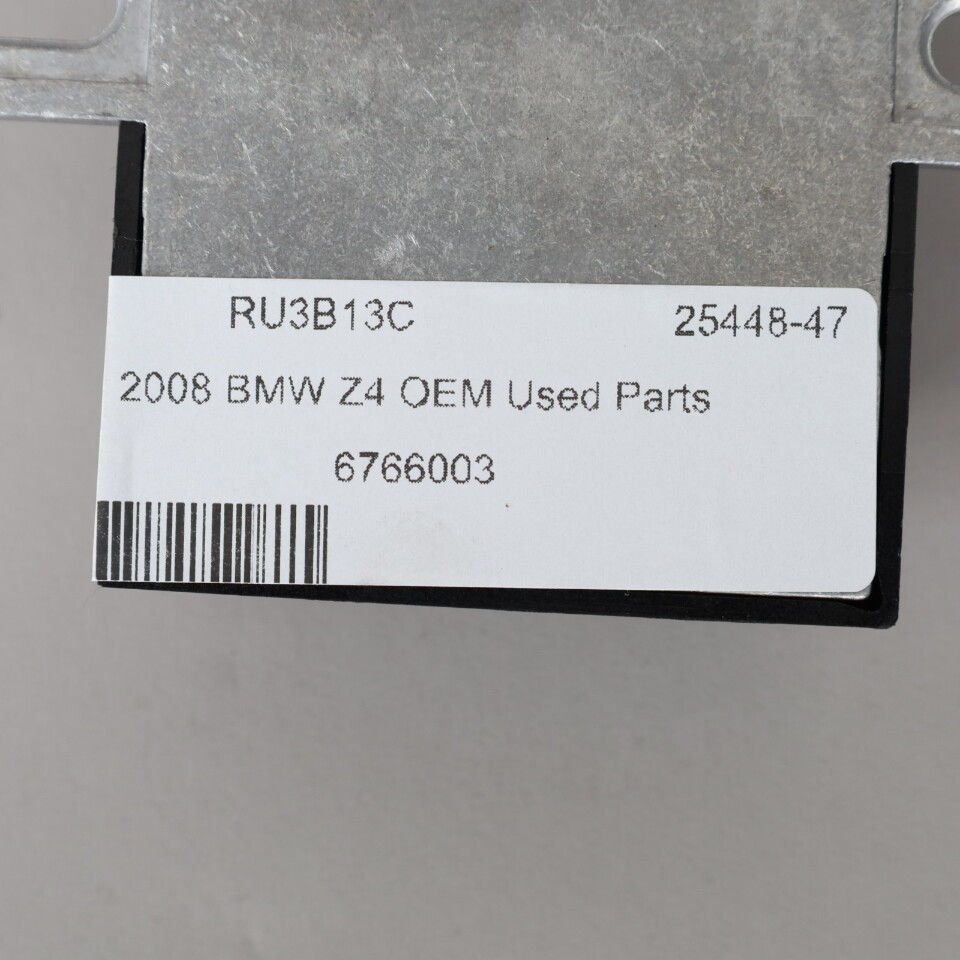 RU3B13C 25448-47
2008 BMW Z4 OEM Used Parts
6766003